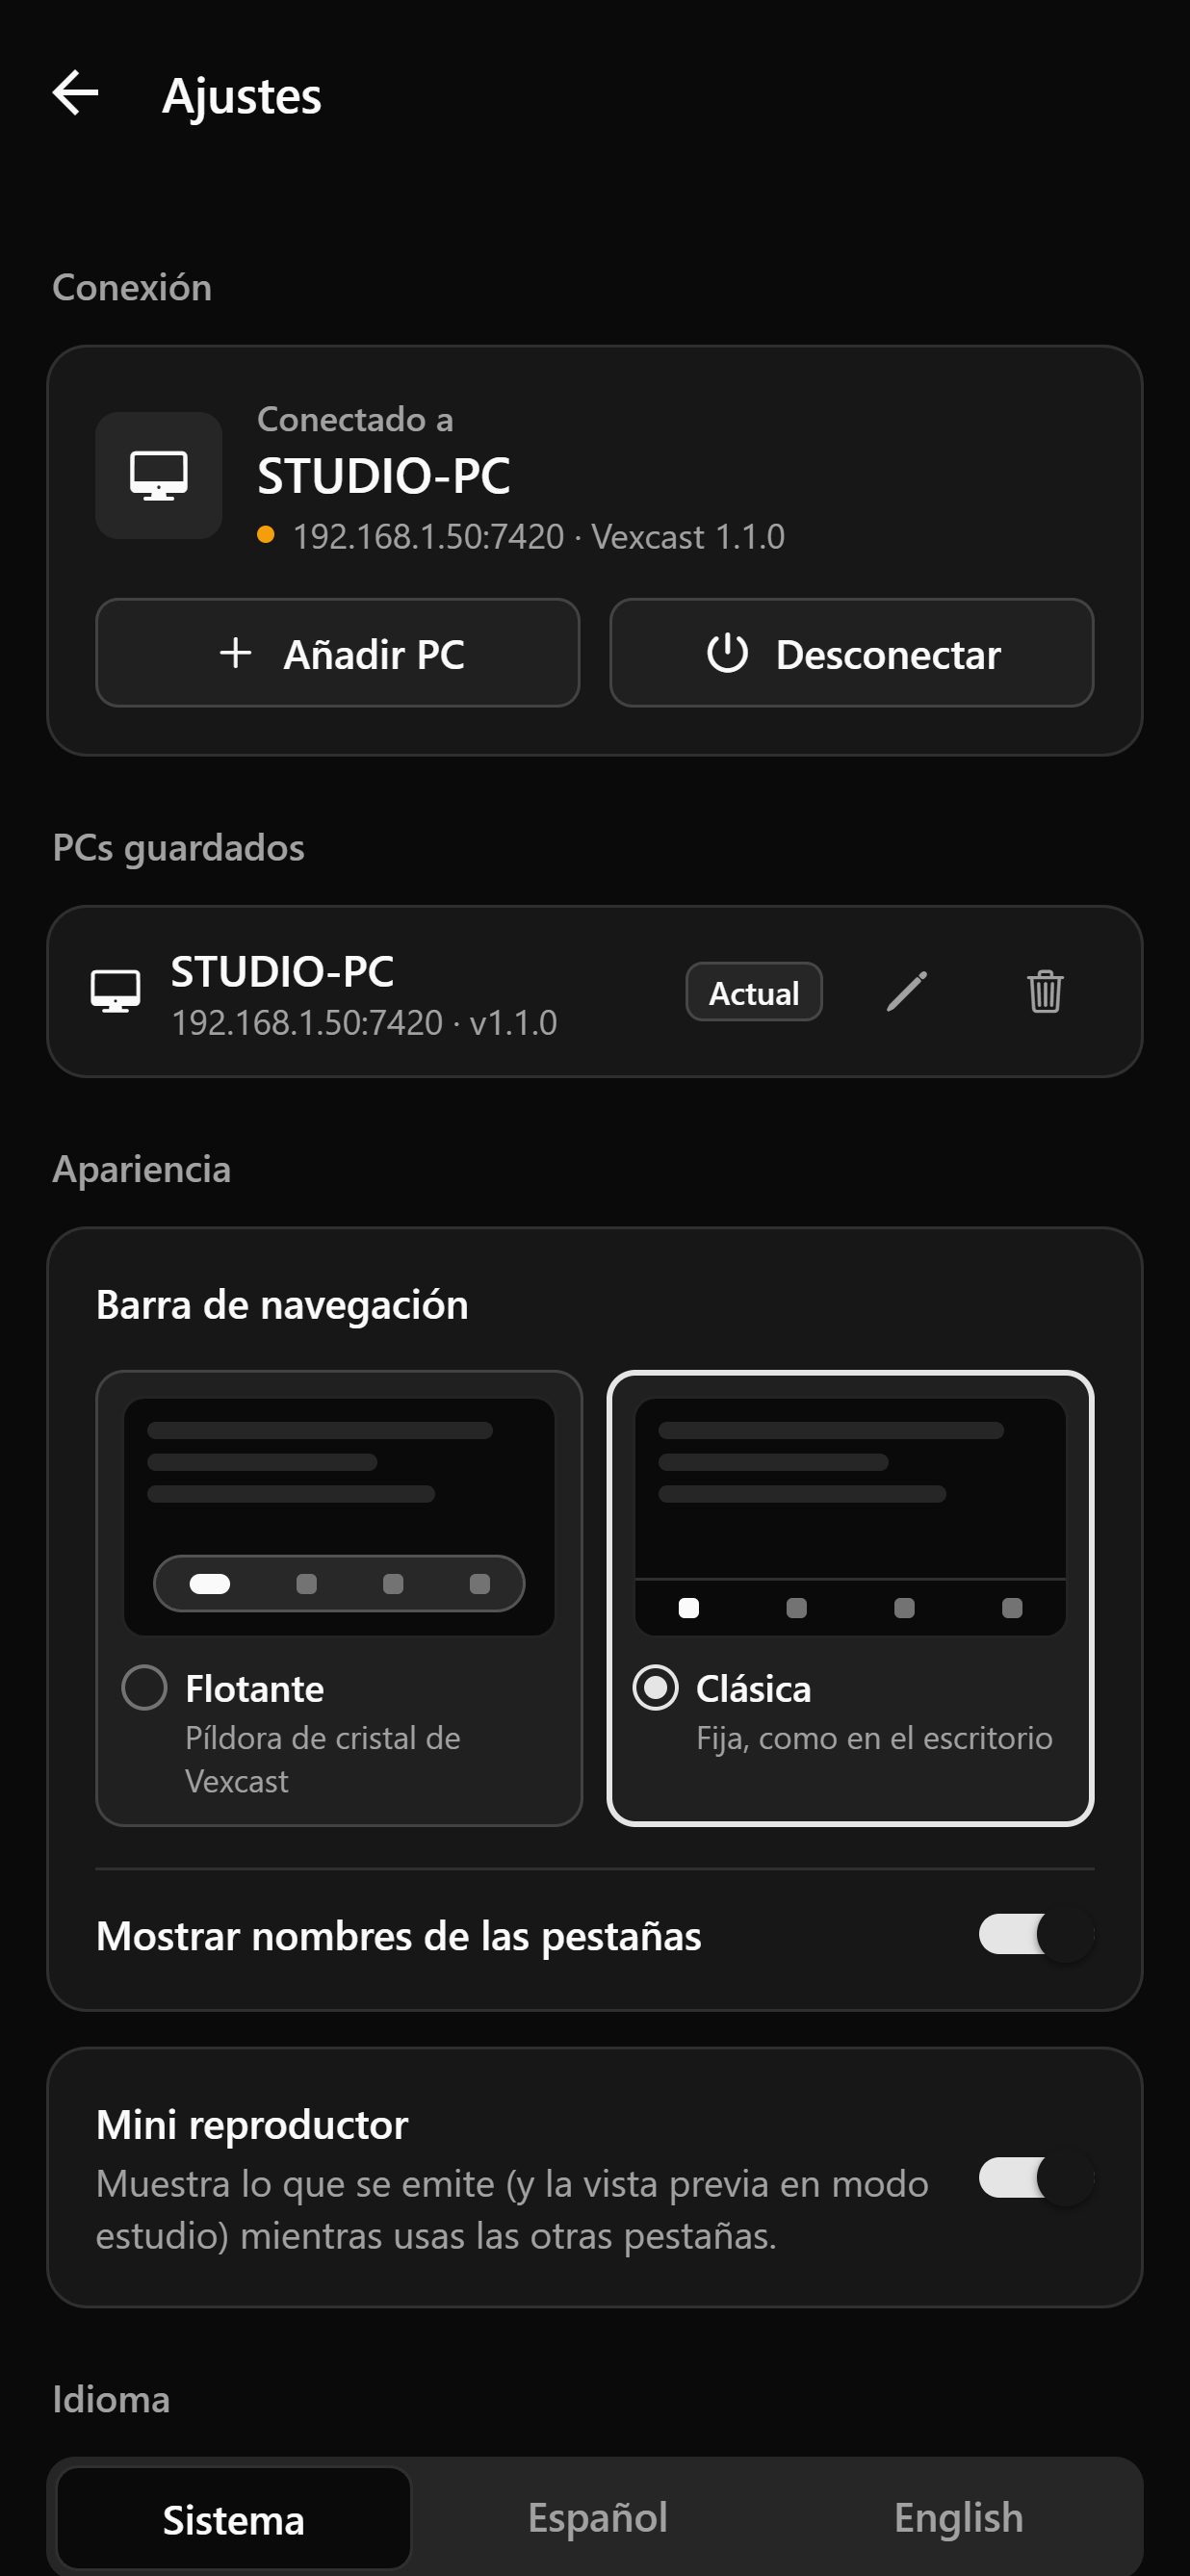 Ajustes
Conexión
Conectado a
STUDIO-PC
192.168.1.50:7420 · Vexcast 1.1.0
Añadir PC
Desconectar
PCs guardados
STUDIO-PC
192.168.1.50:7420 · v1.1.0
Actual
Apariencia
Barra de navegación
Flotante
Píldora de cristal de
Vexcast
Clásica
Fija, como en el escritorio
Mostrar nombres de las pestañas
Mini reproductor
Muestra lo que se emite (y la vista previa en modo
estudio) mientras usas las otras pestañas.
Idioma
Sistema
Español
English